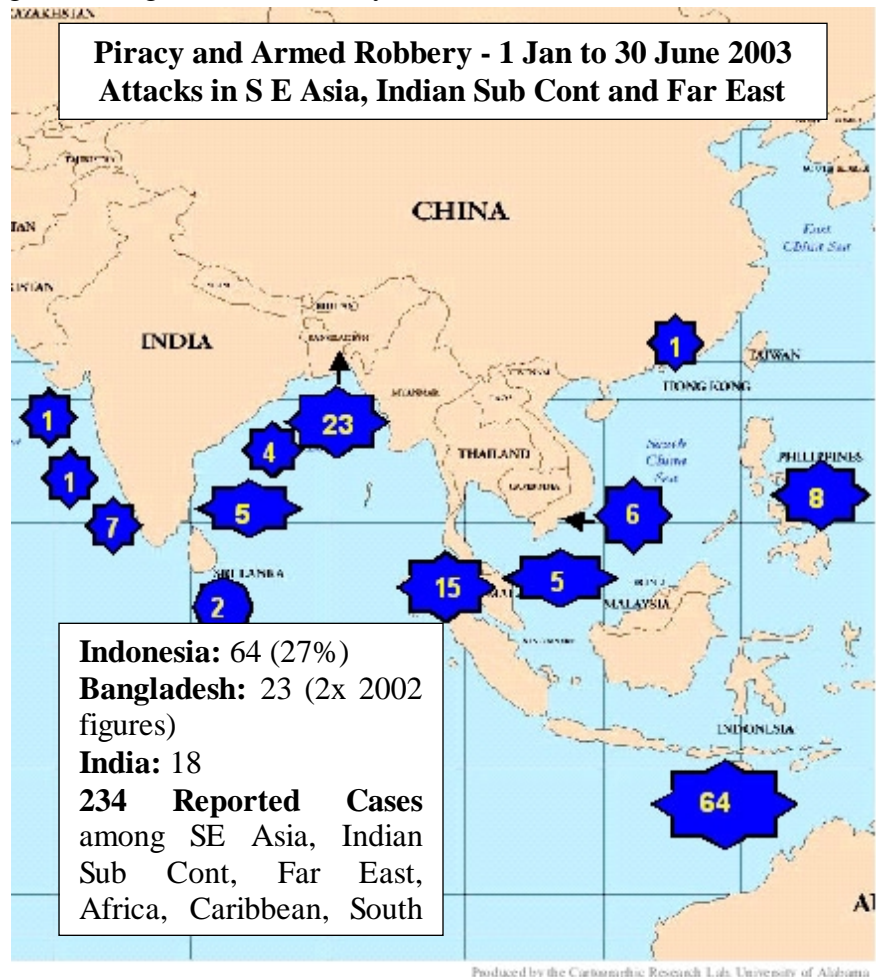 Piracy and Armed Robbery - 1 Jan to 30 June 2003
Attacks in S E Asia, Indian Sub Cont and Far East
CHINA
East
China Sea
INDIA
BHUTAN
BANGLADESH
MYANMAR
1
TAIWAN
HONG KONG
1
23
4
THAILAND
CAMBODIA
South
China
Sea
PHILIPPINES
1
8
5
6
7
SRI LANKA
15
5
MALAYSIA
2
Indonesia: 64 (27%)
Bangladesh: 23 (2x 2002
figures)
India: 18
234 Reported Cases
among SE Asia, Indian
Sub Cont, Far East,
Africa, Caribbean, South
INDONESIA
64
Produced by the Cartographic Research Lab, University of Alabama